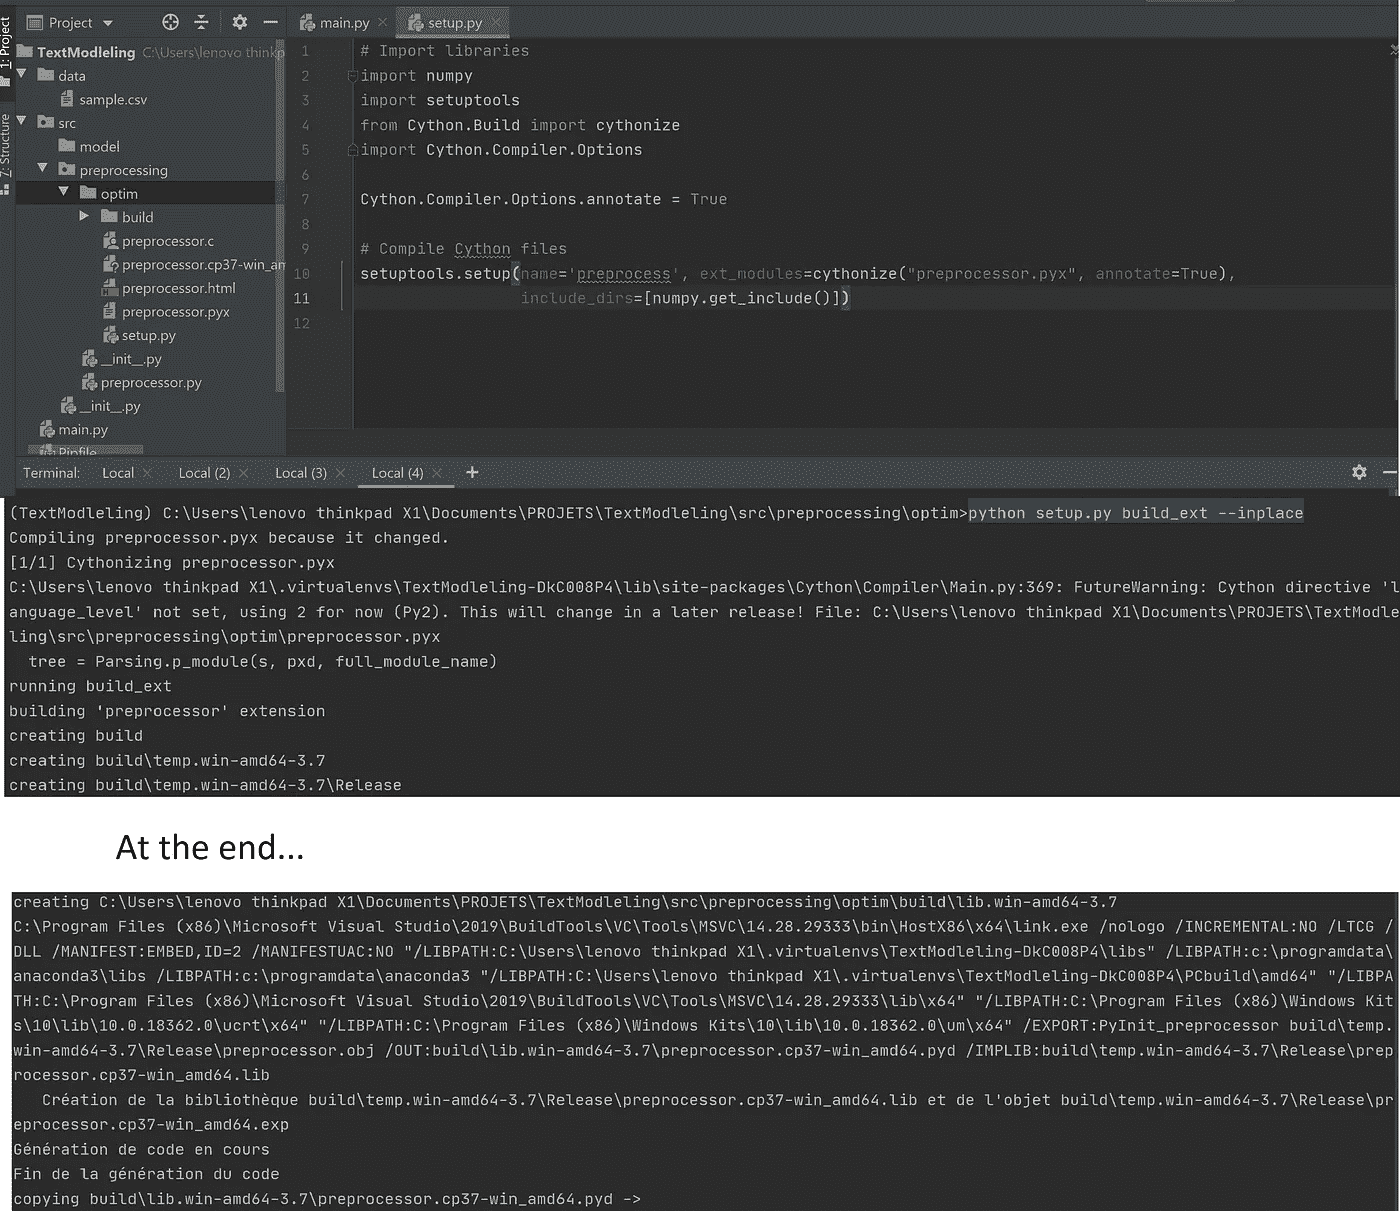 Project
main.py
setup.py
1: Project
7: Structure
TextModleling C:\Users\lenovo thinkp
data
sample.csv
src
model
preprocessing
optim
build
preprocessor.c
preprocessor.cp37-win_am
preprocessor.html
preprocessor.pyx
setup.py
__init__.py
preprocessor.py
__init__.py
main.py
Pipfile
1 # Import libraries
2 import numpy
3 import setuptools
4 from Cython.Build import cythonize
5 import Cython.Compiler.Options
6
7 Cython.Compiler.Options.annotate = True
8
9 # Compile Cython files
10 setuptools.setup(name='preprocess', ext_modules=cythonize("preprocessor.pyx", annotate=True),
11 include_dirs=[numpy.get_include()])
12
Terminal: Local Local (2) Local (3) Local (4) +
(TextModleling) C:\Users\lenovo thinkpad X1\Documents\PROJETS\TextModleling\src\preprocessing\optim>python setup.py build_ext --inplace
Compiling preprocessor.pyx because it changed.
[1/1] Cythonizing preprocessor.pyx
C:\Users\lenovo thinkpad X1\.virtualenvs\TextModleling-DkC008P4\lib\site-packages\Cython\Compiler\Main.py:369: FutureWarning: Cython directive 'l
anguage_level' not set, using 2 for now (Py2). This will change in a later release! File: C:\Users\lenovo thinkpad X1\Documents\PROJETS\TextModle
ling\src\preprocessing\optim\preprocessor.pyx
tree = Parsing.p_module(s, pxd, full_module_name)
running build_ext
building 'preprocessor' extension
creating build
creating build\temp.win-amd64-3.7
creating build\temp.win-amd64-3.7\Release
At the end...
creating C:\Users\lenovo thinkpad X1\Documents\PROJETS\TextModleling\src\preprocessing\optim\build\lib.win-amd64-3.7
C:\Program Files (x86)\Microsoft Visual Studio\2019\BuildTools\VC\Tools\MSVC\14.28.29333\bin\HostX86\x64\link.exe /nologo /INCREMENTAL:NO /LTCG /
DLL /MANIFEST:EMBED,ID=2 /MANIFESTUAC:NO "/LIBPATH:C:\Users\lenovo thinkpad X1\.virtualenvs\TextModleling-DkC008P4\libs" /LIBPATH:c:\programdata\
anaconda3\libs /LIBPATH:c:\programdata\anaconda3 "/LIBPATH:C:\Users\lenovo thinkpad X1\.virtualenvs\TextModleling-DkC008P4\PCbuild\amd64" "/LIBPA
TH:C:\Program Files (x86)\Microsoft Visual Studio\2019\BuildTools\VC\Tools\MSVC\14.28.29333\lib\x64" "/LIBPATH:C:\Program Files (x86)\Windows Kit
s\10\lib\10.0.18362.0\ucrt\x64" "/LIBPATH:C:\Program Files (x86)\Windows Kits\10\lib\10.0.18362.0\um\x64" /EXPORT:PyInit_preprocessor build\temp.
win-amd64-3.7\Release\preprocessor.obj /OUT:build\lib.win-amd64-3.7\preprocessor.cp37-win_amd64.pyd /IMPLIB:build\temp.win-amd64-3.7\Release\prep
rocessor.cp37-win_amd64.lib
Création de la bibliothèque build\temp.win-amd64-3.7\Release\preprocessor.cp37-win_amd64.lib et de l'objet build\temp.win-amd64-3.7\Release\pr
eprocessor.cp37-win_amd64.exp
Génération de code en cours
Fin de la génération du code
copying build\lib.win-amd64-3.7\preprocessor.cp37-win_amd64.pyd ->